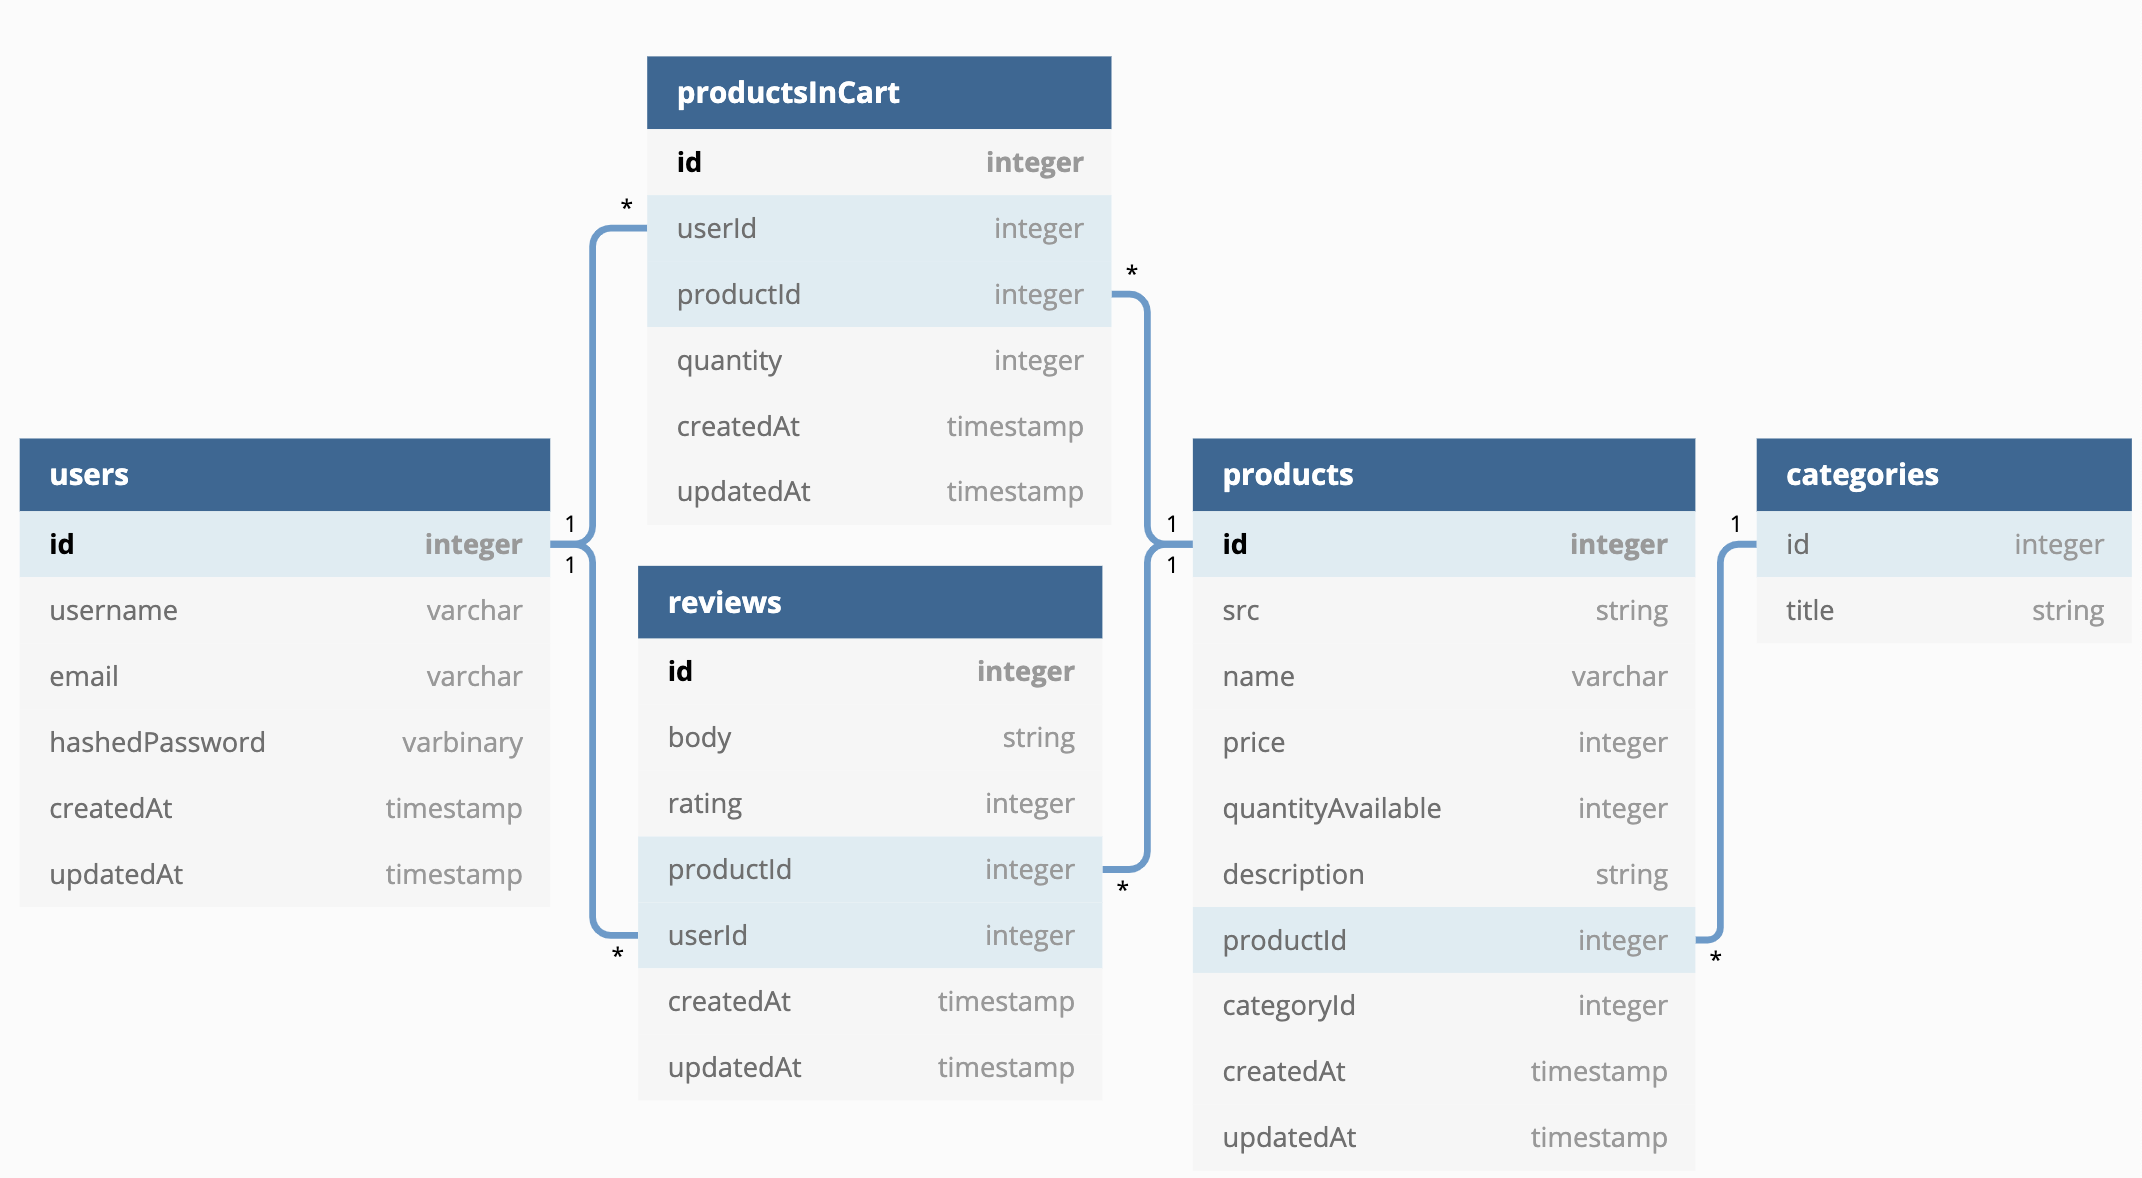 productsInCart
id integer
* userId integer
productId integer *
quantity integer
createdAt timestamp
updatedAt timestamp
users
id integer 1
1
username varchar
email varchar
hashedPassword varbinary
createdAt timestamp
updatedAt timestamp
reviews
id integer
body string
rating integer
productId integer *
* userId integer
createdAt timestamp
updatedAt timestamp
products
1 id integer
1
src string
name varchar
price integer
quantityAvailable integer
description string
productId integer *
categoryId integer
createdAt timestamp
updatedAt timestamp
categories
1 id integer
title string